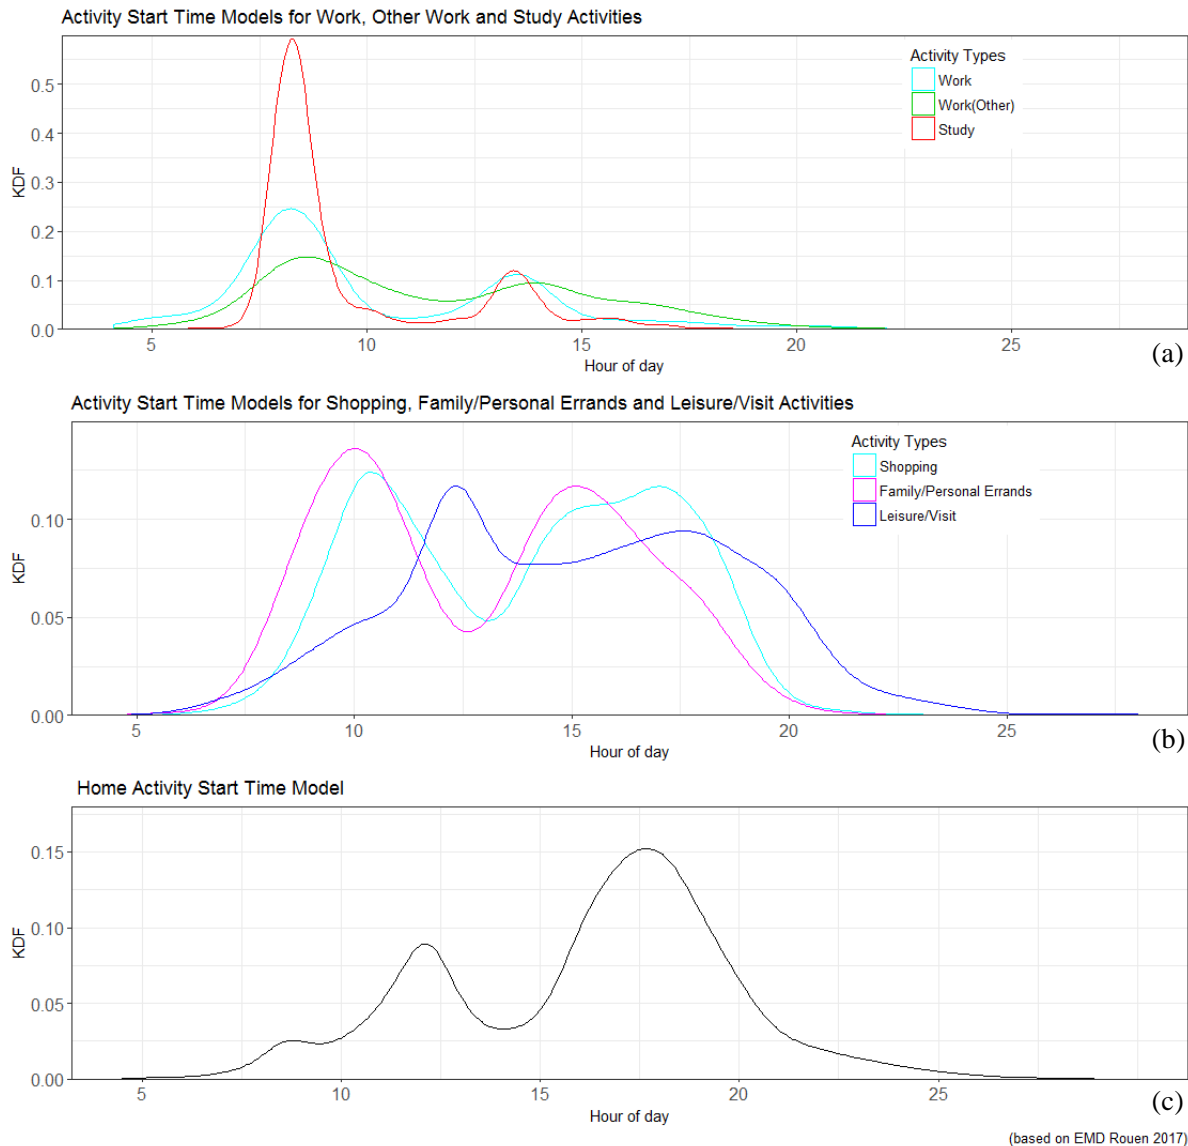 Activity Start Time Models for Work, Other Work and Study Activities
Activity Types
Work
Work(Other)
Study
KDF
0.5
0.4
0.3
0.2
0.1
0.0
5 10 15 20 25
Hour of day
(a)
Activity Start Time Models for Shopping, Family/Personal Errands and Leisure/Visit Activities
Activity Types
Shopping
Family/Personal Errands
Leisure/Visit
KDF
0.10
0.05
0.00
5 10 15 20 25
Hour of day
(b)
Home Activity Start Time Model
KDF
0.15
0.10
0.05
0.00
5 10 15 20 25
Hour of day
(c)
(based on EMD Rouen 2017)